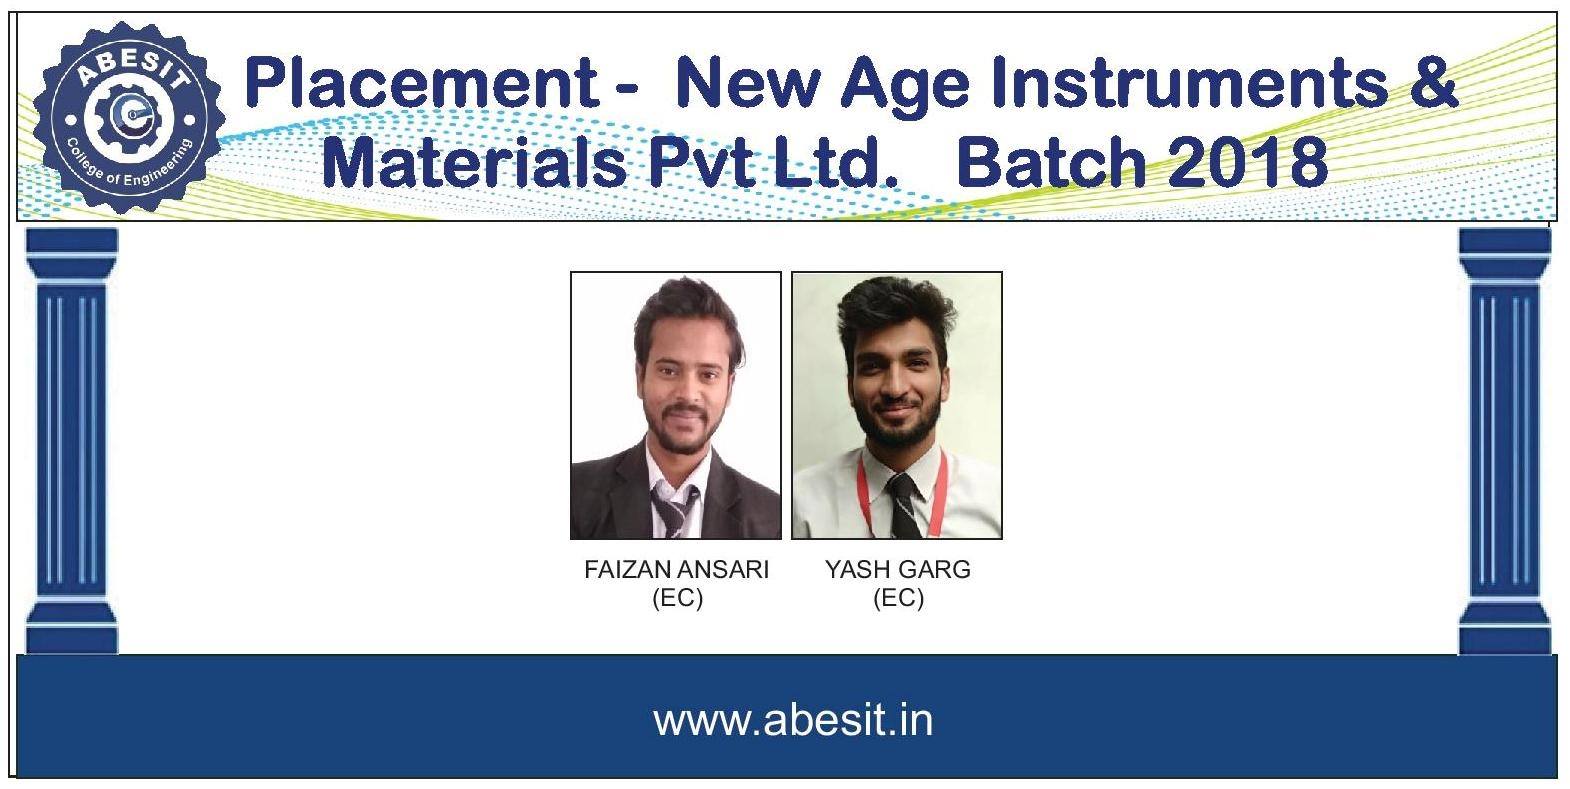 ABESIT
College of Engineering
Placement - New Age Instruments &
Materials Pvt Ltd. Batch 2018
FAIZAN ANSARI
(EC)
YASH GARG
(EC)
www.abesit.in